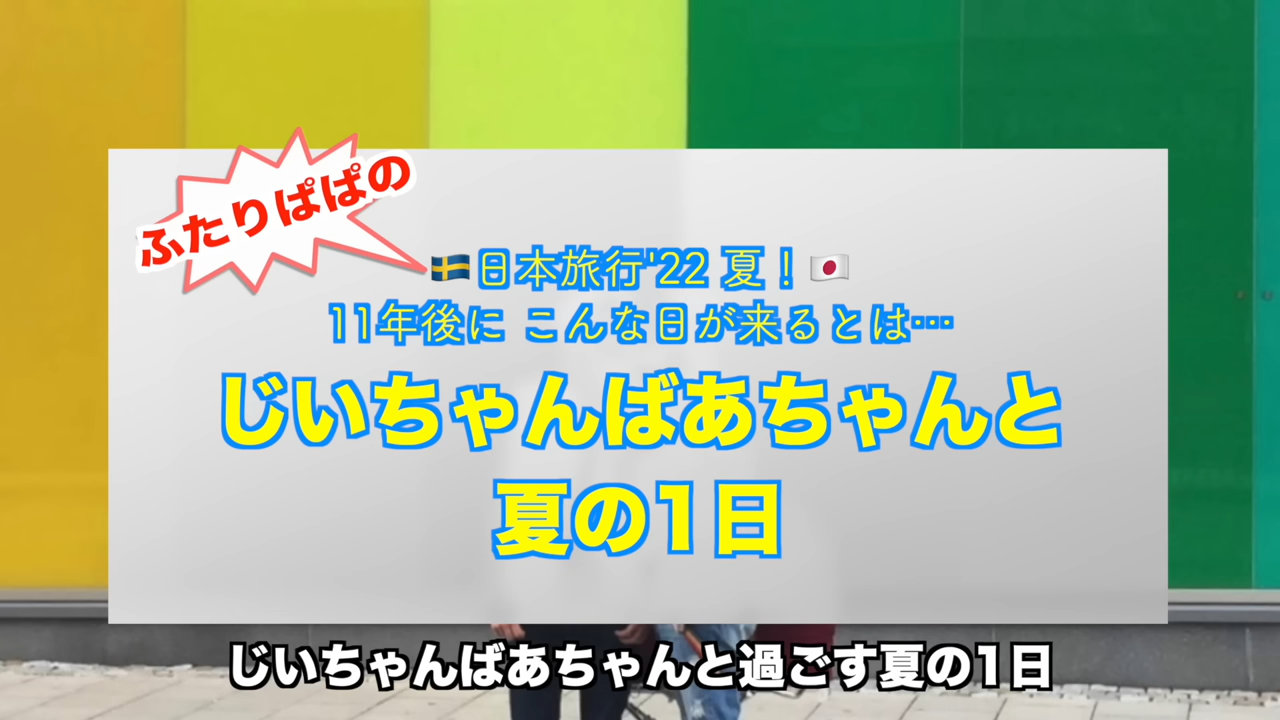 ふたりぱぱの
🇸🇪日本旅行'22 夏！🇯🇵
11年後に こんな日が来るとは…
じいちゃんばあちゃんと
夏の1日
じいちゃんばあちゃんと過ごす夏の1日